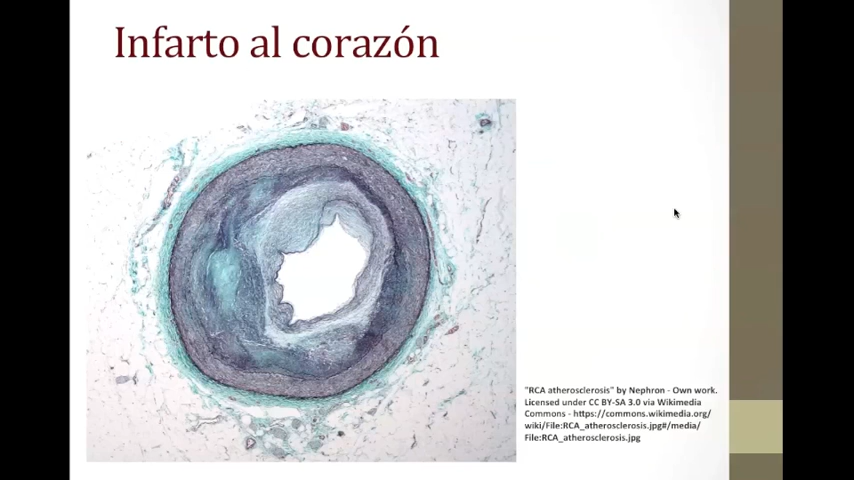 Infarto al corazón
"RCA atherosclerosis" by Nephron - Own work.
Licensed under CC BY-SA 3.0 via Wikimedia
Commons - https://commons.wikimedia.org/
wiki/File:RCA_atherosclerosis.jpg#/media/
File:RCA_atherosclerosis.jpg